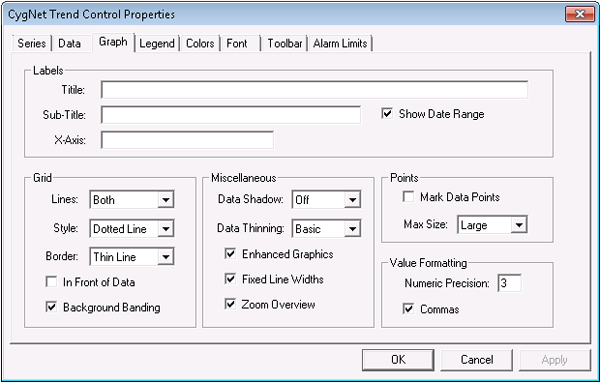 CygNet Trend Control Properties
Series Data Graph Legend Colors Font Toolbar Alarm Limits
Labels
Titile:
Sub-Title: Show Date Range
X-Axis:
Grid
Lines: Both
Style: Dotted Line
Border: Thin Line
In Front of Data
Background Banding
Miscellaneous
Data Shadow: Off
Data Thinning: Basic
Enhanced Graphics
Fixed Line Widths
Zoom Overview
Points
Mark Data Points
Max Size: Large
Value Formatting
Numeric Precision: 3
Commas
OK Cancel Apply